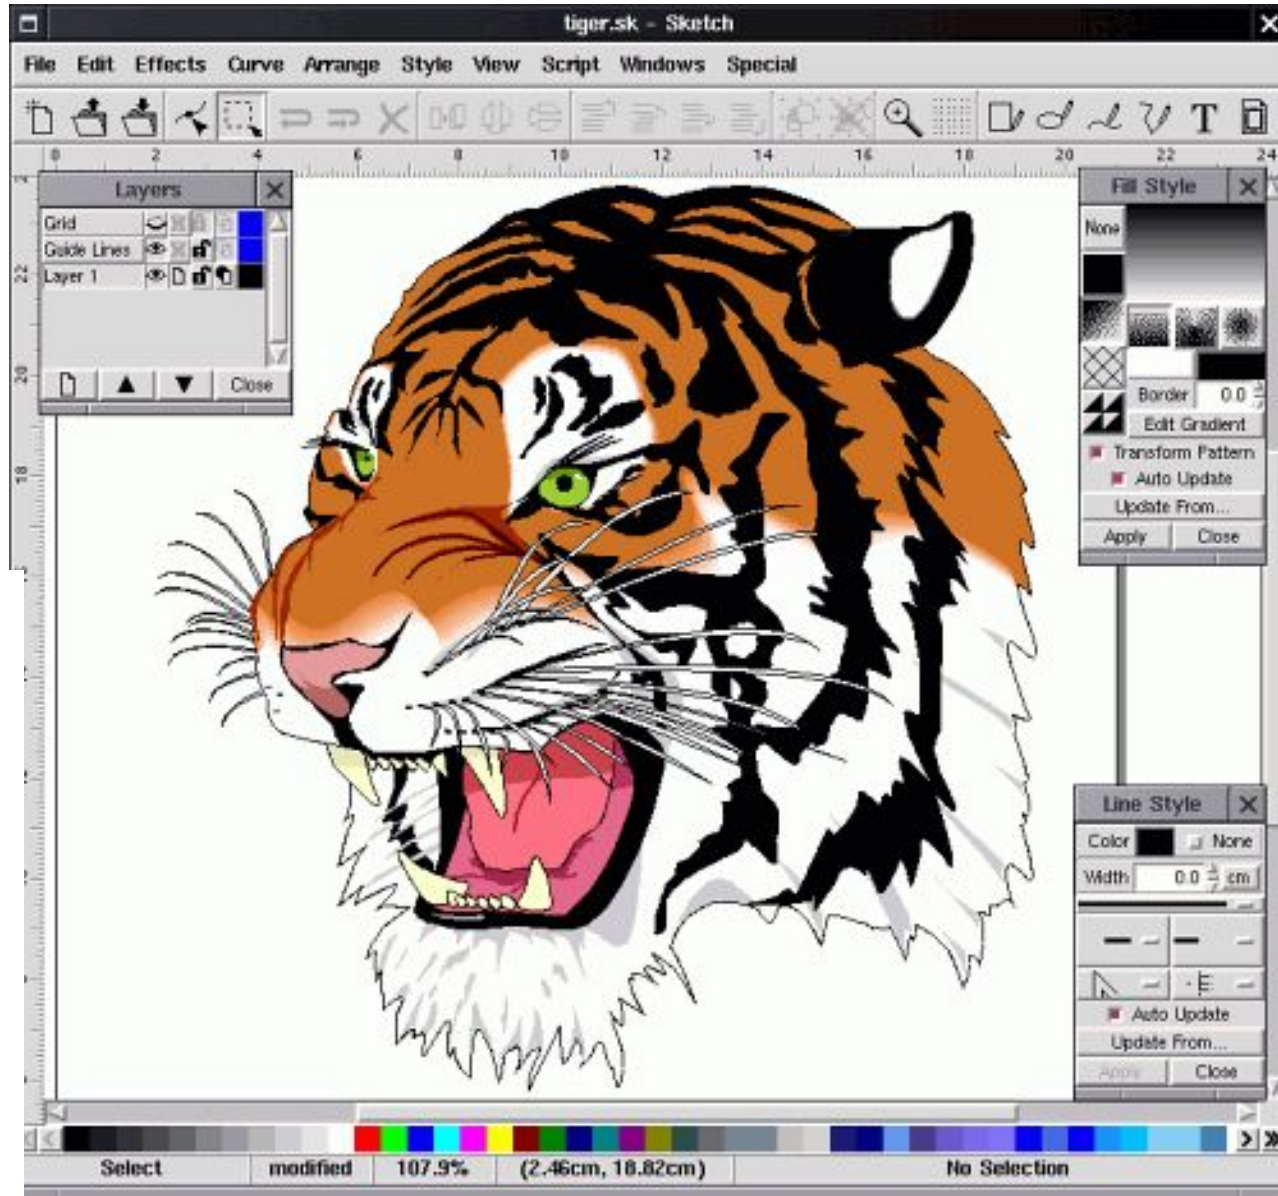 tiger.sk - Sketch
File Edit Effects Curve Arrange Style View Script Windows Special
T
0 2 4 6 8 10 12 14 16 18 20 22 24
Layers
Grid
Guide Lines
Layer 1
Close
22
20
18
Fill Style
None
Border 0.0
Edit Gradient
Transform Pattern
Auto Update
Update From...
Apply Close
Line Style
Color None
Width 0.0 cm
Auto Update
Update From...
Apply Close
Select modified 107.9% (2.46cm, 18.82cm) No Selection